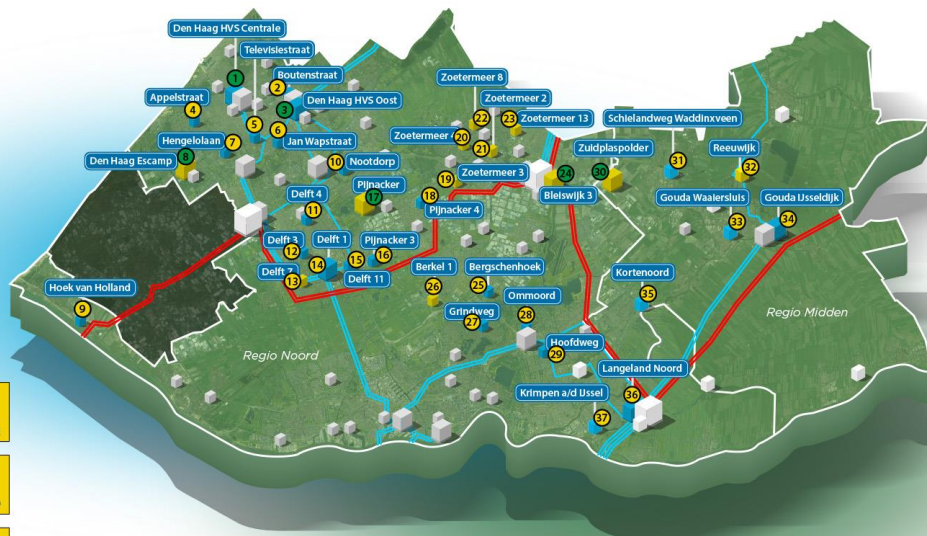 Den Haag HVS Centrale
Televisiestraat
1
Boutenstraat
2
Den Haag HVS Oost
3
Appelstraat
4
5
6
Jan Wapstraat
Hengelolaan
7
Den Haag Escamp
8
Zoetermeer 8
Zoetermeer 2
22
23
Zoetermeer 13
Zoetermeer 4
20
21
Zoetermeer 3
19
10
Nootdorp
Pijnacker
17
18
Pijnacker 4
24
Bleiswijk 3
Schielandweg Waddinxveen
31
Zuidplaspolder
30
Reeuwijk
32
Gouda Waaiersluis
33
Gouda IJsseldijk
34
Delft 4
11
Delft 3
12
Delft 1
14
Pijnacker 3
16
15
Delft 11
Delft 7
13
Hoek van Holland
9
Berkel 1
26
Bergschenhoek
25
Grindweg
27
Ommoord
28
Hoofdweg
29
Kortenoord
35
Langeland Noord
36
Krimpen a/d IJssel
37
Regio Noord
Regio Midden